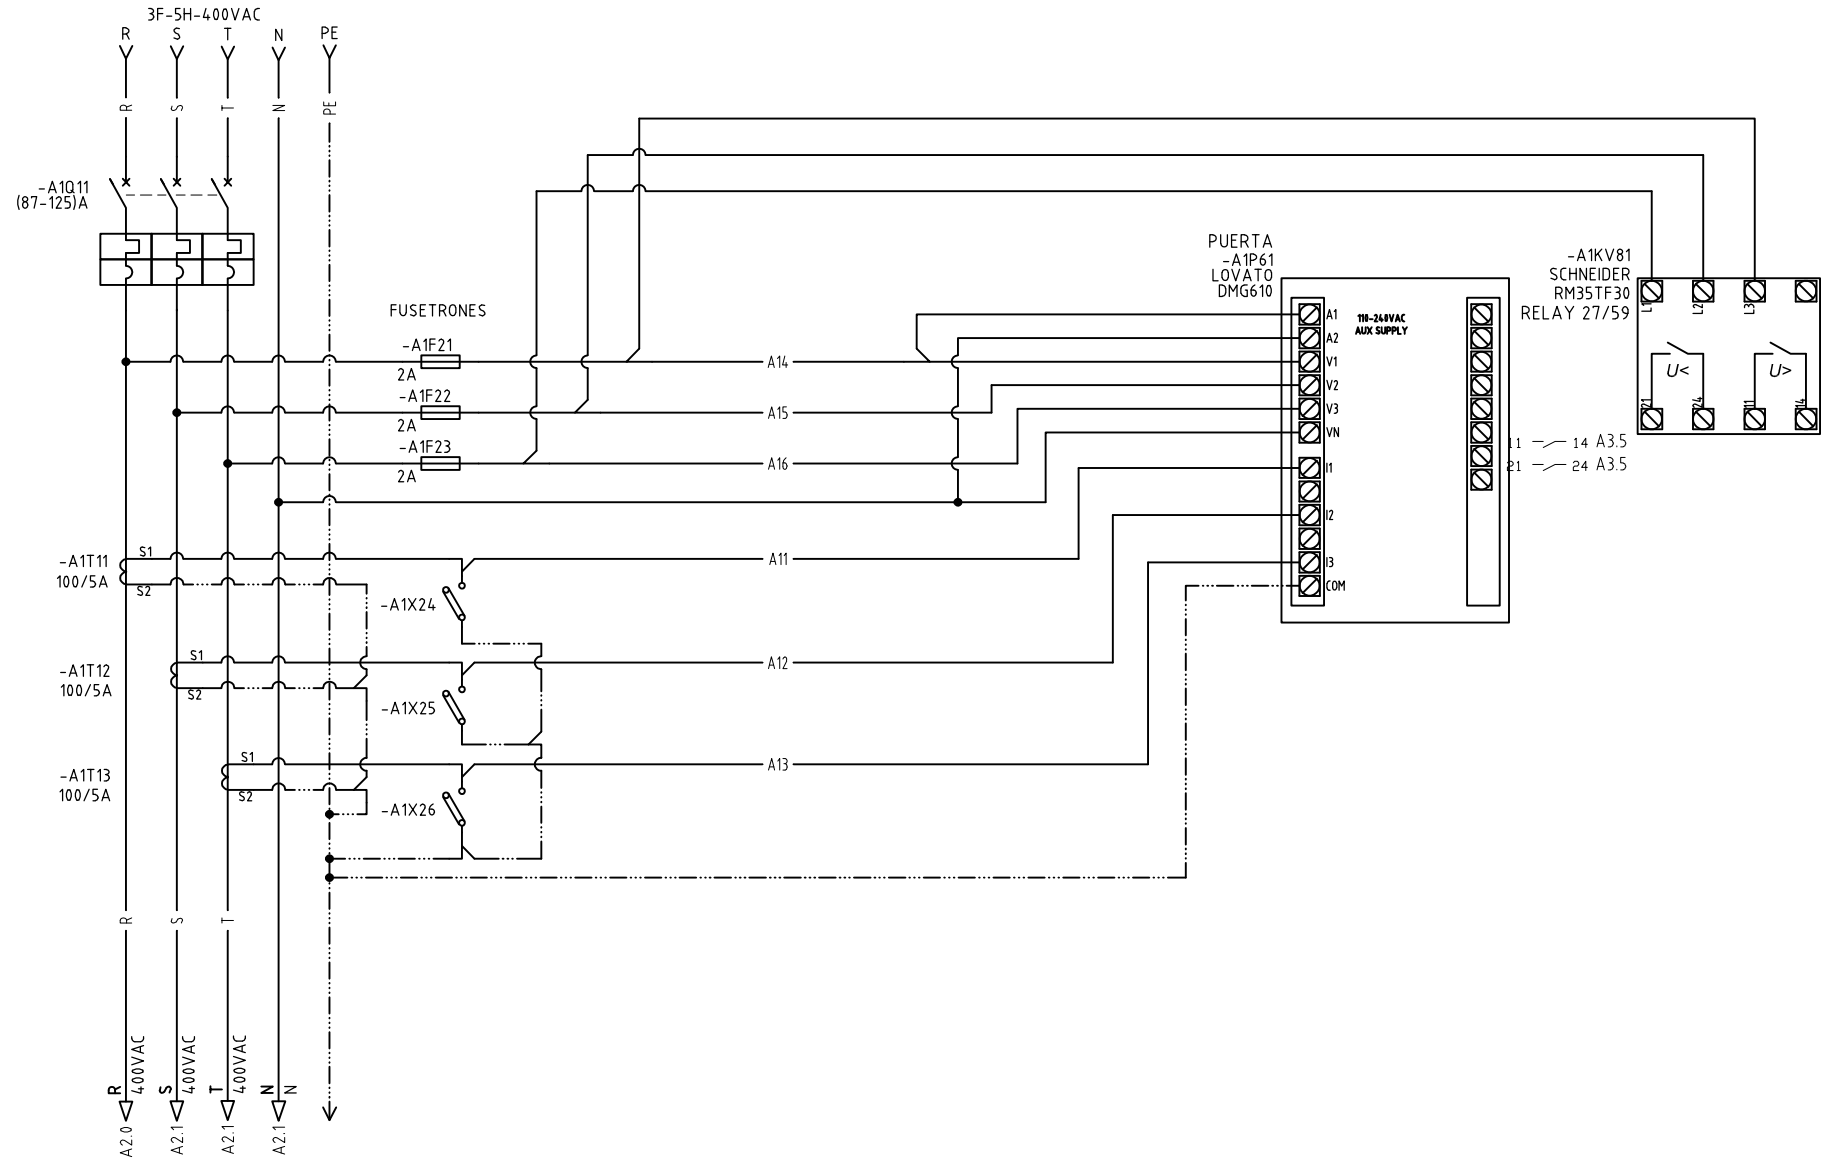 3F-5H-400VAC
R S T N PE
R S T N PE
-A1Q11
(87-125)A
PUERTA
-A1P61
LOVATO
DMG610
-A1KV81
SCHNEIDER
RM35TF30
RELAY 27/59
L1 L2 L3
U< U>
21 24 11 14
11 14 A3.5
21 24 A3.5
110-240VAC
AUX SUPPLY
A1
A2
V1
V2
V3
VN
I1
I2
I3
COM
FUSETRONES
-A1F21
2A
A14
-A1F22
2A
A15
-A1F23
2A
A16
-A1T11
100/5A
S1
S2
A11
-A1X24
-A1T12
100/5A
S1
S2
A12
-A1X25
-A1T13
100/5A
S1
S2
A13
-A1X26
R S T
R 400VAC
S 400VAC
T 400VAC
N N
A2.0 A2.1 A2.1 A2.1